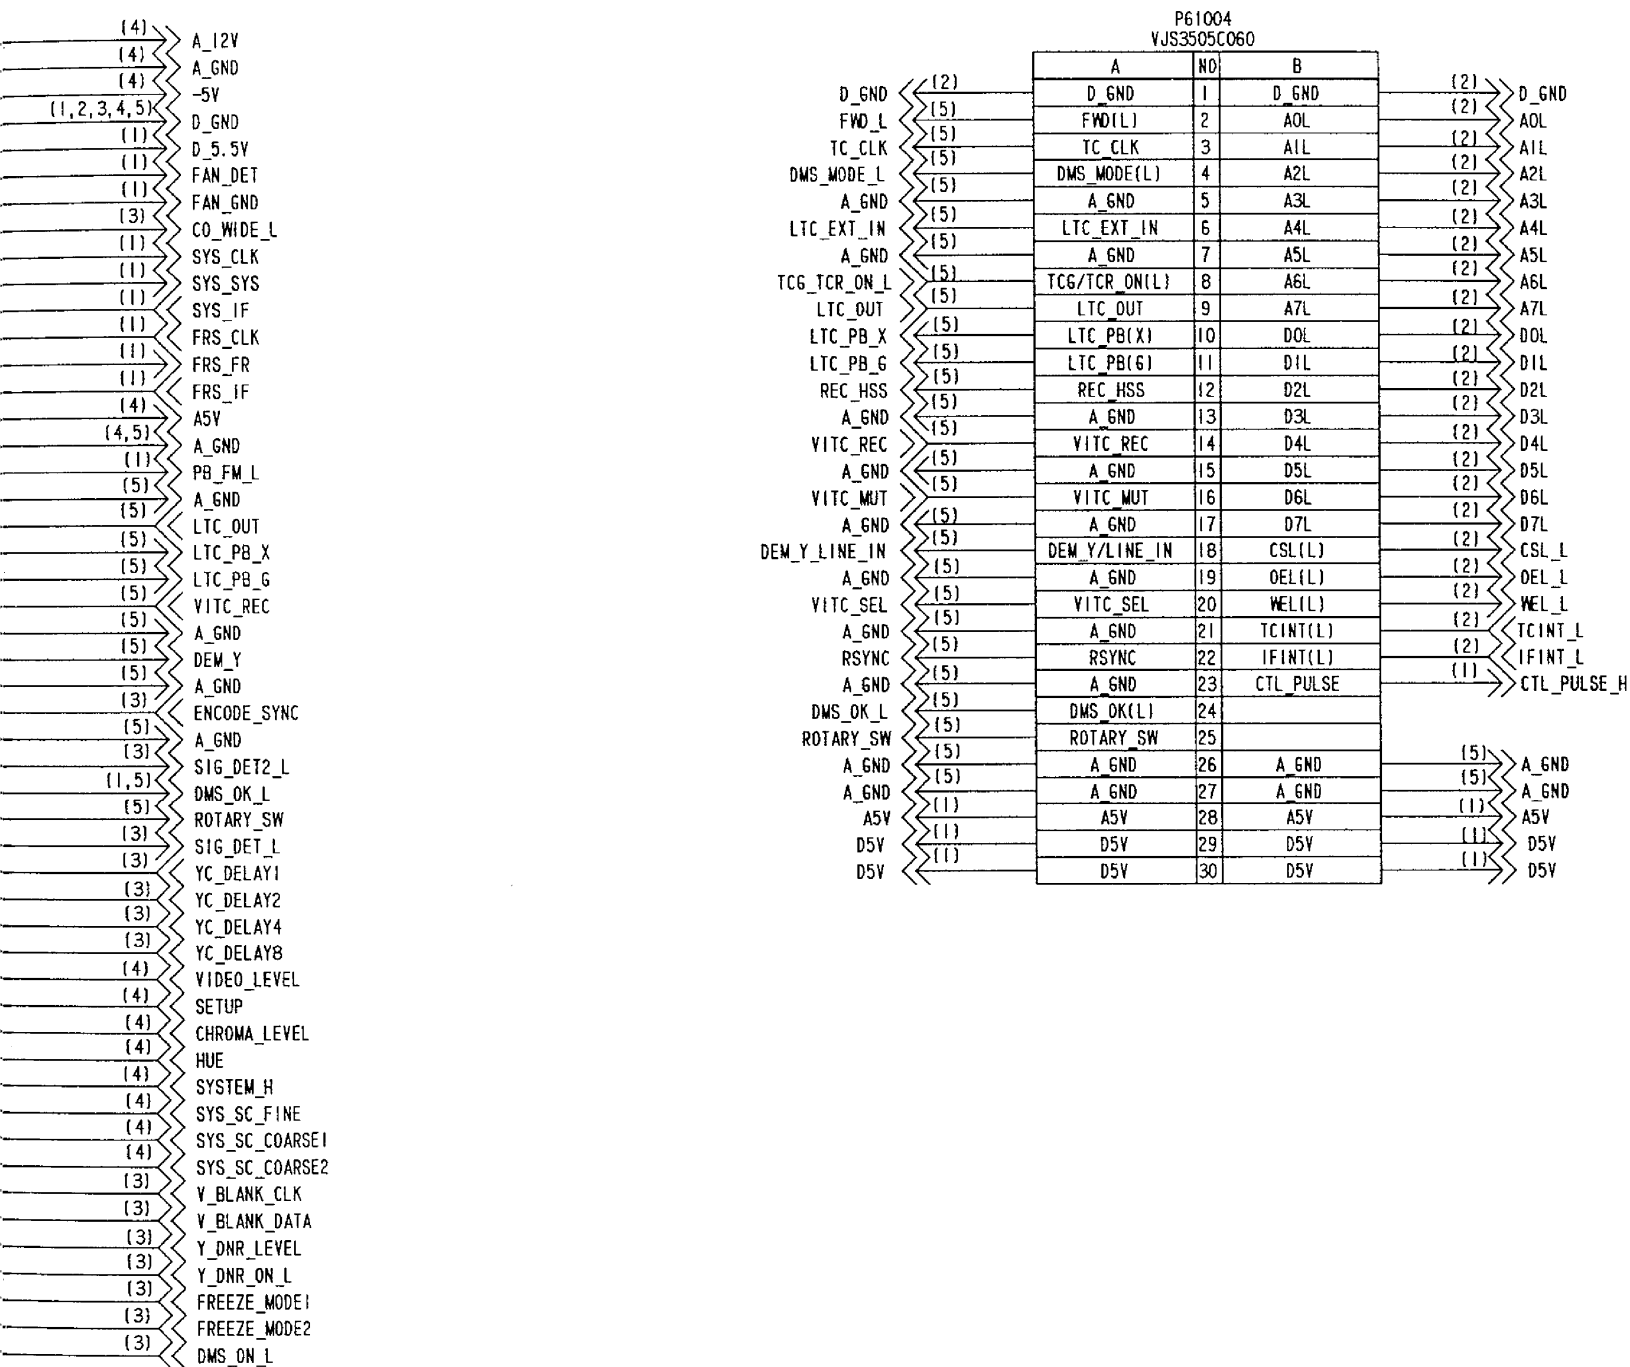 (4) A_12V
(4) A_GND
(4) -5V
(1,2,3,4,5) D_GND
(1) D_5.5V
(1) FAN_DET
(1) FAN_GND
(3) CO_WIDE_L
(1) SYS_CLK
(1) SYS_SYS
(1) SYS_IF
(1) FRS_CLK
(1) FRS_FR
(1) FRS_IF
(4) A5V
(4,5) A_GND
(1) PB_FM_L
(5) A_GND
(5) LTC_OUT
(5) LTC_PB_X
(5) LTC_PB_G
(5) VITC_REC
(5) A_GND
(5) DEM_Y
(5) A_GND
(3) ENCODE_SYNC
(5) A_GND
(3) SIG_DET2_L
(1,5) DMS_OK_L
(5) ROTARY_SW
(3) SIG_DET_L
(3) YC_DELAY1
(3) YC_DELAY2
(3) YC_DELAY4
(3) YC_DELAY8
(4) VIDEO_LEVEL
(4) SETUP
(4) CHROMA_LEVEL
(4) HUE
(4) SYSTEM_H
(4) SYS_SC_FINE
(4) SYS_SC_COARSE1
(4) SYS_SC_COARSE2
(3) V_BLANK_CLK
(3) V_BLANK_DATA
(3) Y_DNR_LEVEL
(3) Y_DNR_ON_L
(3) FREEZE_MODE1
(3) FREEZE_MODE2
(3) DMS_ON_L
P61004
VJS3505C060
A NO B
D_GND (2) D_GND 1 D_GND (2) D_GND
FWD_L (5) FWD(L) 2 A0L (2) A0L
TC_CLK (5) TC_CLK 3 A1L (2) A1L
DMS_MODE_L (5) DMS_MODE(L) 4 A2L (2) A2L
A_GND (5) A_GND 5 A3L (2) A3L
LTC_EXT_IN (5) LTC_EXT_IN 6 A4L (2) A4L
A_GND (5) A_GND 7 A5L (2) A5L
TCG_TCR_ON_L (5) TCG/TCR_ON(L) 8 A6L (2) A6L
LTC_OUT (5) LTC_OUT 9 A7L (2) A7L
LTC_PB_X (5) LTC_PB(X) 10 D0L (2) D0L
LTC_PB_G (5) LTC_PB(G) 11 D1L (2) D1L
REC_HSS (5) REC_HSS 12 D2L (2) D2L
A_GND (5) A_GND 13 D3L (2) D3L
VITC_REC (5) VITC_REC 14 D4L (2) D4L
A_GND (5) A_GND 15 D5L (2) D5L
VITC_MUT (5) VITC_MUT 16 D6L (2) D6L
A_GND (5) A_GND 17 D7L (2) D7L
DEM_Y_LINE_IN (5) DEM_Y/LINE_IN 18 CSL(L) (2) CSL_L
A_GND (5) A_GND 19 OEL(L) (2) OEL_L
VITC_SEL (5) VITC_SEL 20 WEL(L) (2) WEL_L
A_GND (5) A_GND 21 TCINT(L) (2) TCINT_L
RSYNC (5) RSYNC 22 IFINT(L) (2) IFINT_L
A_GND (5) A_GND 23 CTL_PULSE (1) CTL_PULSE_H
DMS_OK_L (5) DMS_OK(L) 24
ROTARY_SW (5) ROTARY_SW 25
A_GND (5) A_GND 26 A_GND (5) A_GND
A_GND (5) A_GND 27 A_GND (5) A_GND
A5V (1) A5V 28 A5V (1) A5V
D5V (1) D5V 29 D5V (1) D5V
D5V (1) D5V 30 D5V (1) D5V